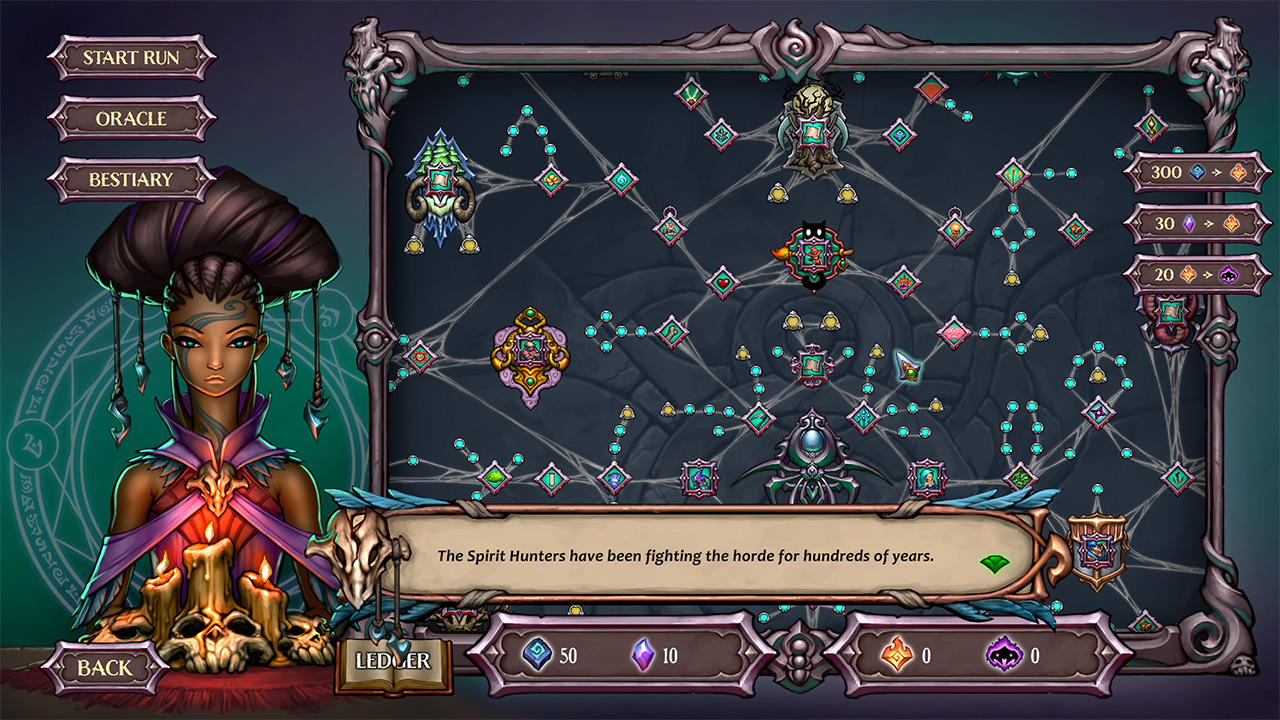 START RUN
ORACLE
BESTIARY
300
30
20
The Spirit Hunters have been fighting the horde for hundreds of years.
BACK
LEDGER
50
10
0
0